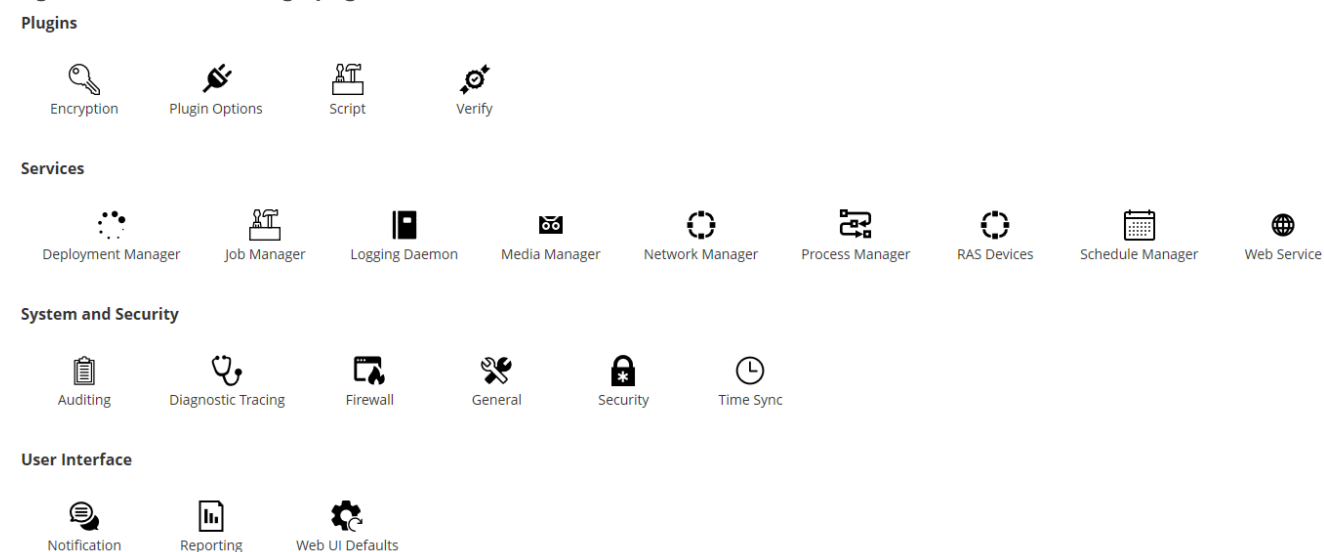 Plugins
Encryption Plugin Options Script Verify
Services
Deployment Manager Job Manager Logging Daemon Media Manager Network Manager Process Manager RAS Devices Schedule Manager Web Service
System and Security
Auditing Diagnostic Tracing Firewall General Security Time Sync
User Interface
Notification Reporting Web UI Defaults